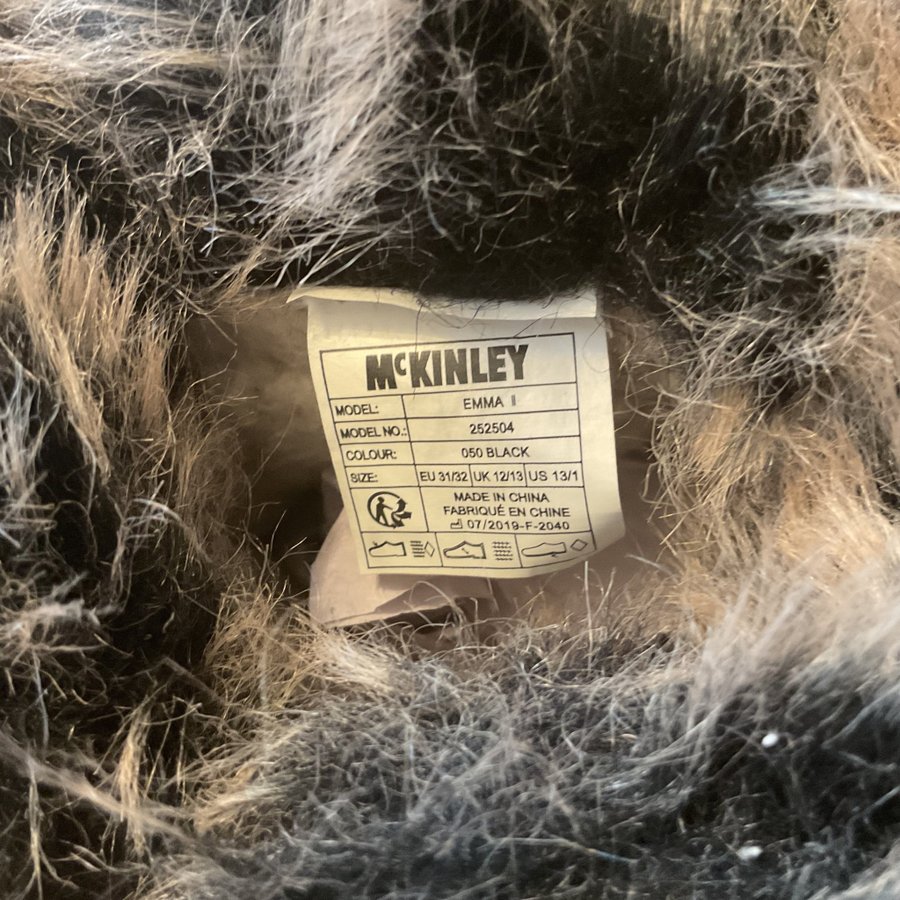 McKINLEY
MODEL: EMMA II
MODEL NO.: 252504
COLOUR: 050 BLACK
SIZE: EU 31/32 UK 12/13 US 13/1
MADE IN CHINA
FABRIQUÉ EN CHINE
07/2019-F-2040